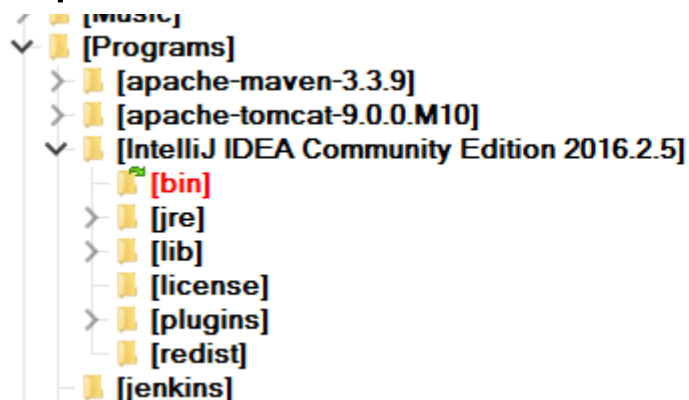 [Music]
[Programs]
[apache-maven-3.3.9]
[apache-tomcat-9.0.0.M10]
[IntelliJ IDEA Community Edition 2016.2.5]
[bin]
[jre]
[lib]
[license]
[plugins]
[redist]
[jenkins]